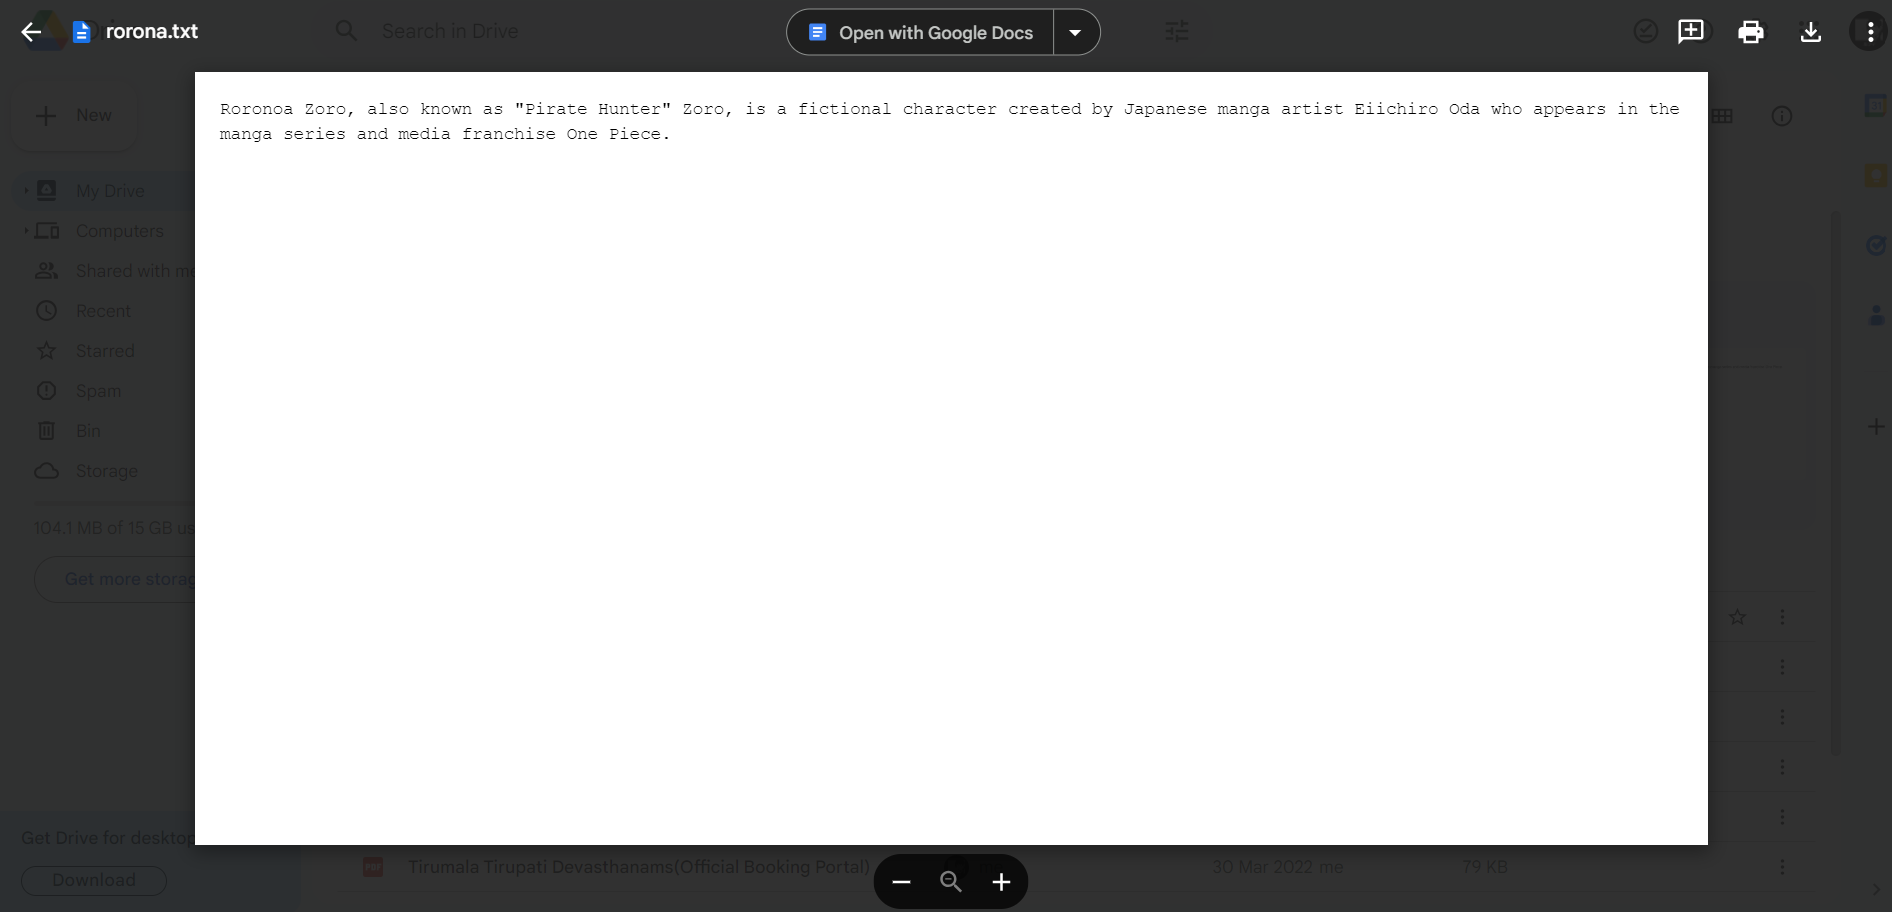 rorona.txt
Search in Drive
Open with Google Docs
New
Roronoa Zoro, also known as "Pirate Hunter" Zoro, is a fictional character created by Japanese manga artist Eiichiro Oda who appears in the
manga series and media franchise One Piece.
My Drive
Computers
Shared with me
Recent
Starred
Spam
Bin
Storage
104.1 MB of 15 GB us
Get more storag
Get Drive for desktop
Download
PDF
Tirumala Tirupati Devasthanams(Official Booking Portal)
30 Mar 2022 me
79 KB